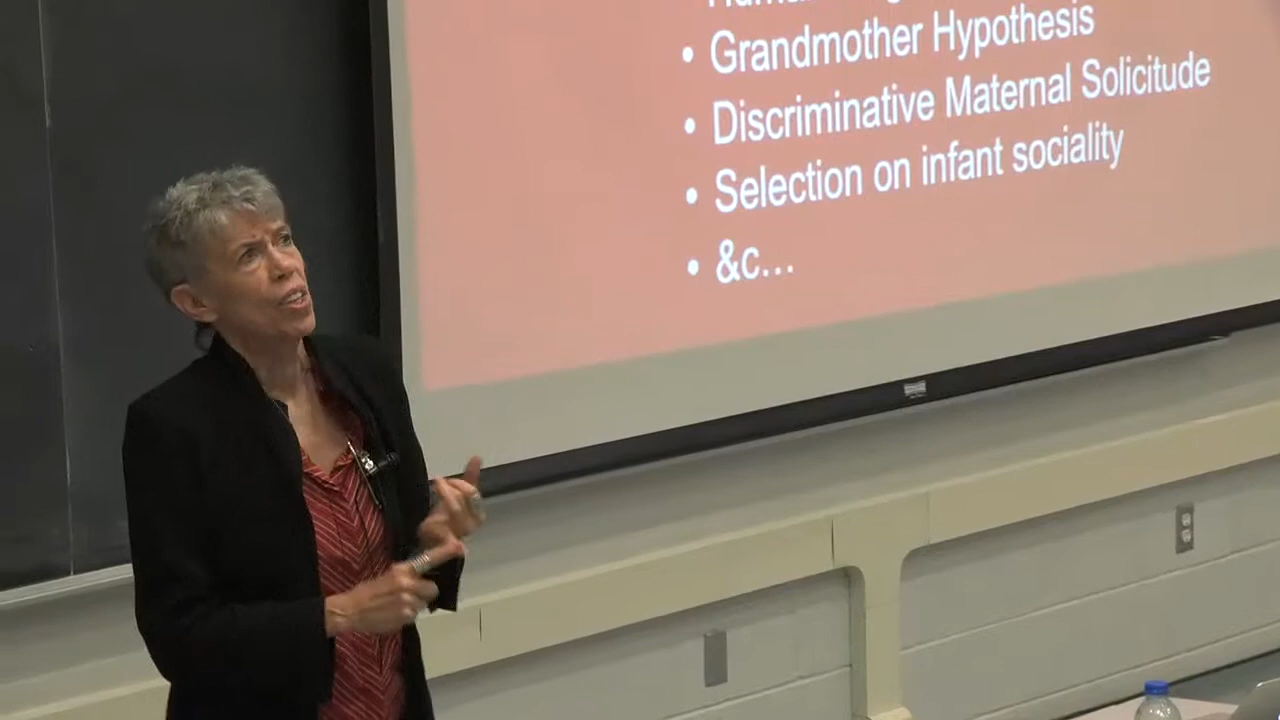 • Grandmother Hypothesis
• Discriminative Maternal Solicitude
• Selection on infant sociality
• &c...